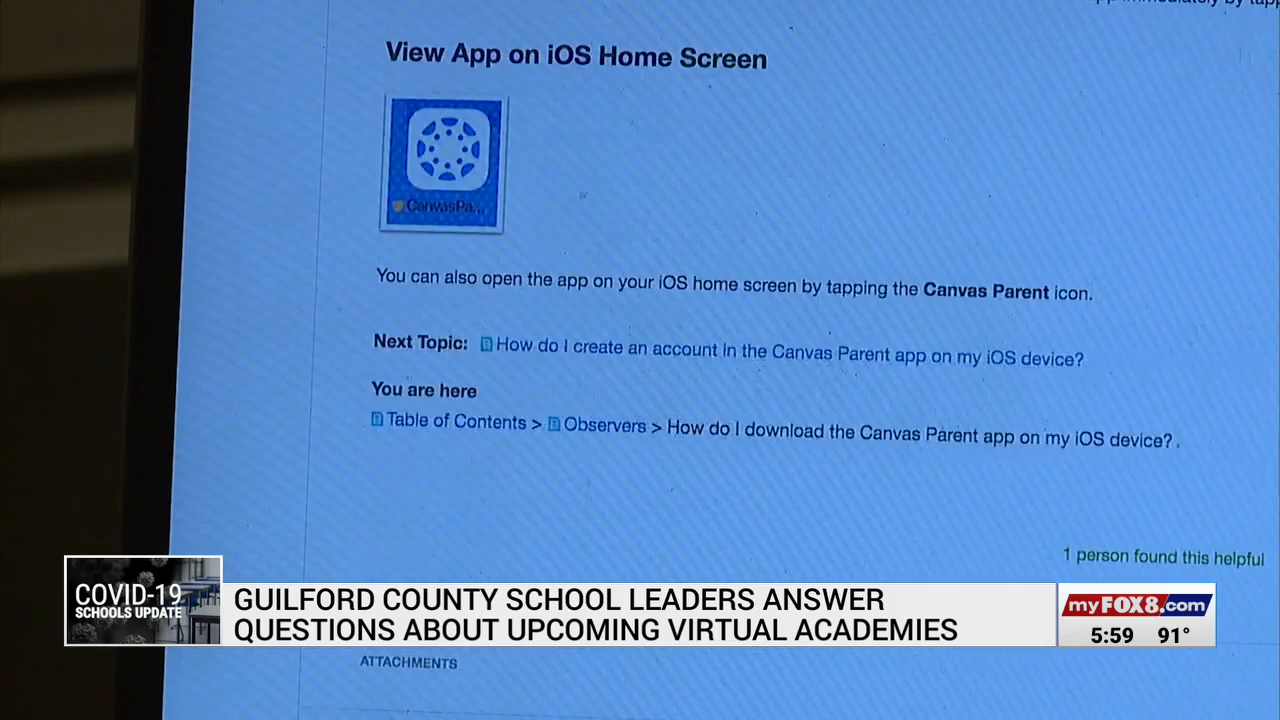 View App on iOS Home Screen
CanvasPa...
You can also open the app on your iOS home screen by tapping the Canvas Parent icon.
Next Topic: How do I create an account in the Canvas Parent app on my iOS device?
You are here
Table of Contents > Observers > How do I download the Canvas Parent app on my iOS device? .
1 person found this helpful
COVID-19
SCHOOLS UPDATE
GUILFORD COUNTY SCHOOL LEADERS ANSWER
QUESTIONS ABOUT UPCOMING VIRTUAL ACADEMIES
myFOX8.com
5:59 91°
ATTACHMENTS